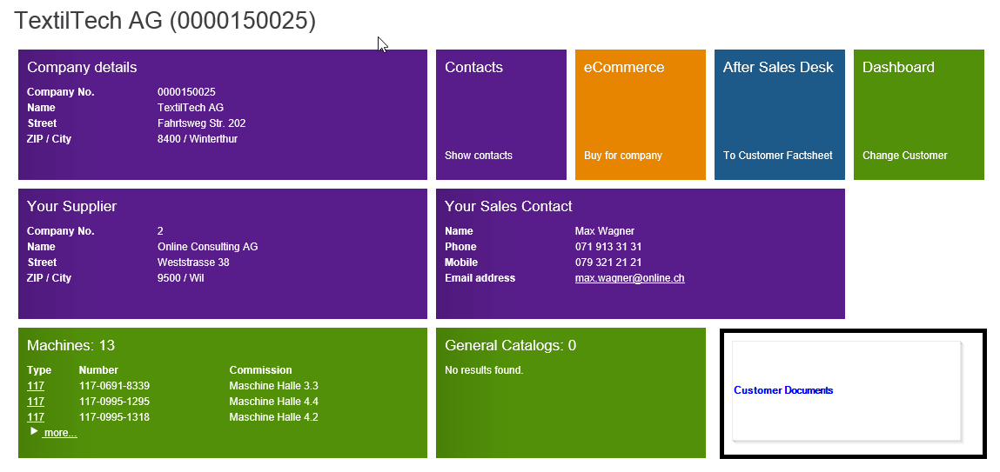 TextilTech AG (0000150025)
Company details
Company No. 0000150025
Name TextilTech AG
Street Fahrtsweg Str. 202
ZIP / City 8400 / Winterthur
Contacts
Show contacts
eCommerce
Buy for company
After Sales Desk
To Customer Factsheet
Dashboard
Change Customer
Your Supplier
Company No. 2
Name Online Consulting AG
Street Weststrasse 38
ZIP / City 9500 / Wil
Your Sales Contact
Name Max Wagner
Phone 071 913 31 31
Mobile 079 321 21 21
Email address max.wagner@online.ch
Machines: 13
Type Number Commission
117 117-0691-8339 Maschine Halle 3.3
117 117-0995-1295 Maschine Halle 4.4
117 117-0995-1318 Maschine Halle 4.2
more...
General Catalogs: 0
No results found.
Customer Documents